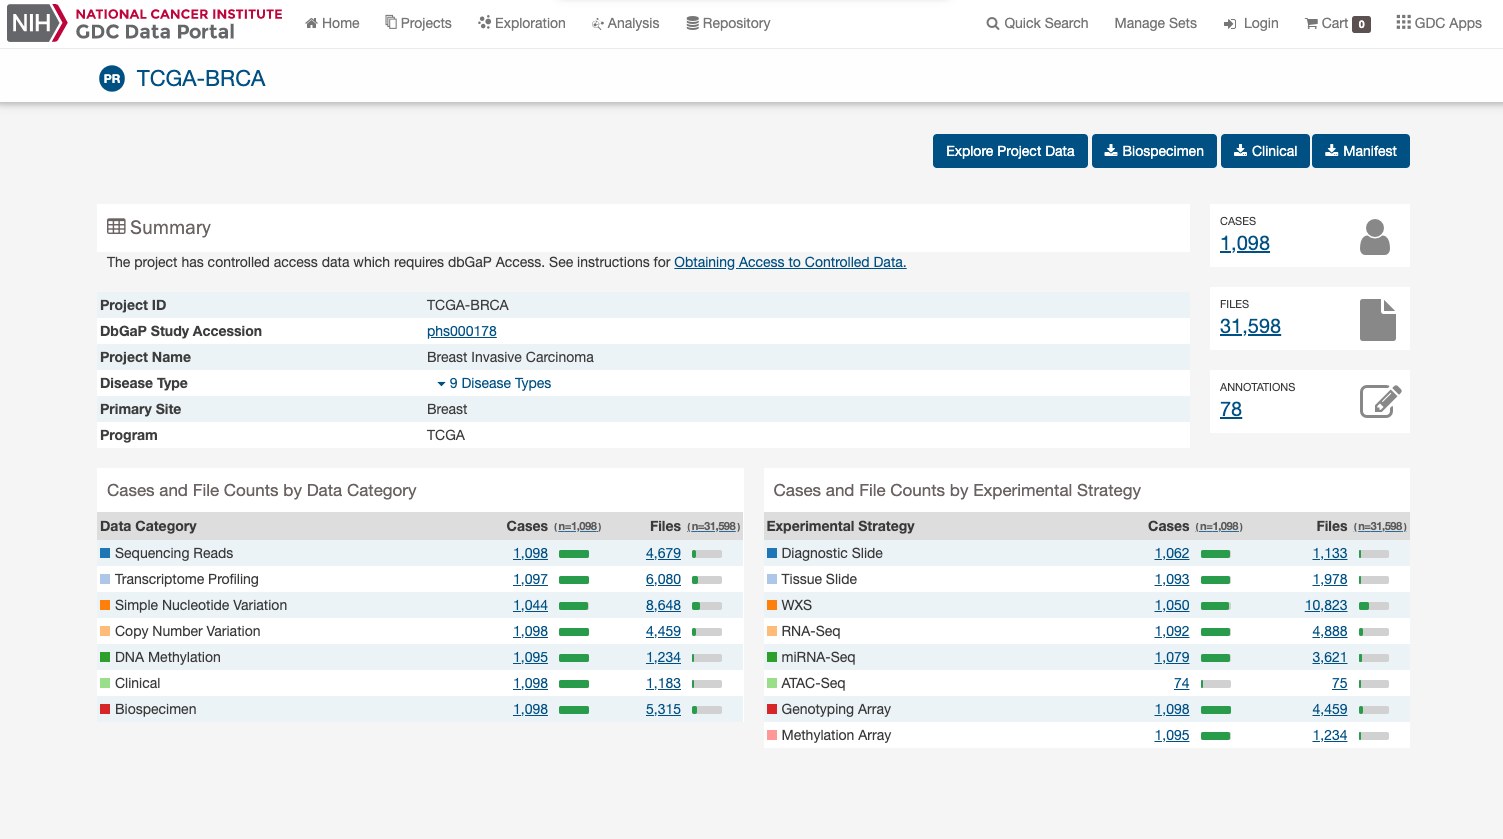 NIH NATIONAL CANCER INSTITUTE
GDC Data Portal
Home Projects Exploration Analysis Repository Quick Search Manage Sets Login Cart 0 GDC Apps
PR TCGA-BRCA
Explore Project Data Biospecimen Clinical Manifest
Summary
The project has controlled access data which requires dbGaP Access. See instructions for Obtaining Access to Controlled Data.
Project ID TCGA-BRCA
DbGaP Study Accession phs000178
Project Name Breast Invasive Carcinoma
Disease Type 9 Disease Types
Primary Site Breast
Program TCGA
CASES
1,098
FILES
31,598
ANNOTATIONS
78
Cases and File Counts by Data Category
Data Category Cases (n=1,098) Files (n=31,598)
Sequencing Reads 1,098 4,679
Transcriptome Profiling 1,097 6,080
Simple Nucleotide Variation 1,044 8,648
Copy Number Variation 1,098 4,459
DNA Methylation 1,095 1,234
Clinical 1,098 1,183
Biospecimen 1,098 5,315
Cases and File Counts by Experimental Strategy
Experimental Strategy Cases (n=1,098) Files (n=31,598)
Diagnostic Slide 1,062 1,133
Tissue Slide 1,093 1,978
WXS 1,050 10,823
RNA-Seq 1,092 4,888
miRNA-Seq 1,079 3,621
ATAC-Seq 74 75
Genotyping Array 1,098 4,459
Methylation Array 1,095 1,234